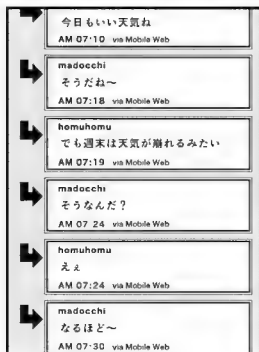 今日もいい天気ね
AM 07·10 via Mobile Web
madocchi
そうだね〜
AM 07:18 via Mobile Web
homuhomu
でも週末は天気が崩れるみたい
AM 07:19 via Mobile Web
madocchi
そうなんだ?
AM 07 24 via Mobile Web
homuhomu
えぇ
AM 07:24 via Mobile Web
madocchi
なるほど〜
AM 07·30 via Mobile Web